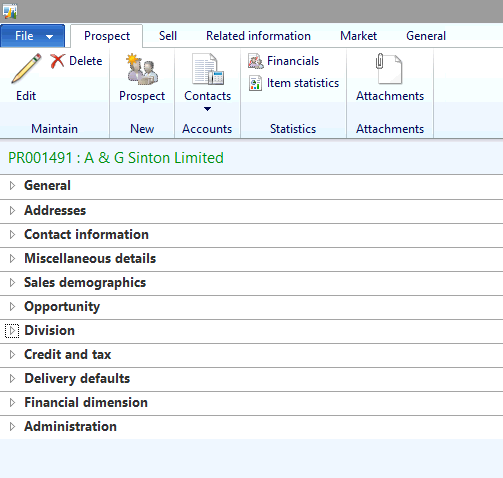 File Prospect Sell Related information Market General
Delete Financials
Item statistics
Edit Prospect Contacts Attachments
Maintain New Accounts Statistics Attachments
PR001491 : A & G Sinton Limited
General
Addresses
Contact information
Miscellaneous details
Sales demographics
Opportunity
Division
Credit and tax
Delivery defaults
Financial dimension
Administration